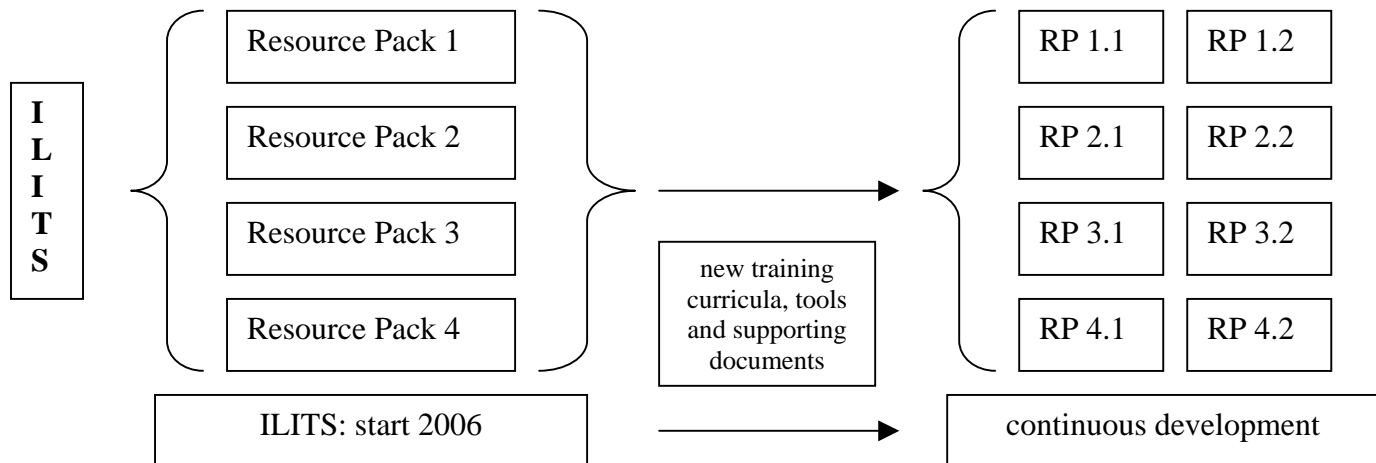 I
L
I
T
S
Resource Pack 1
Resource Pack 2
Resource Pack 3
Resource Pack 4
new training
curricula, tools
and supporting
documents
RP 1.1 RP 1.2
RP 2.1 RP 2.2
RP 3.1 RP 3.2
RP 4.1 RP 4.2
ILITS: start 2006
continuous development